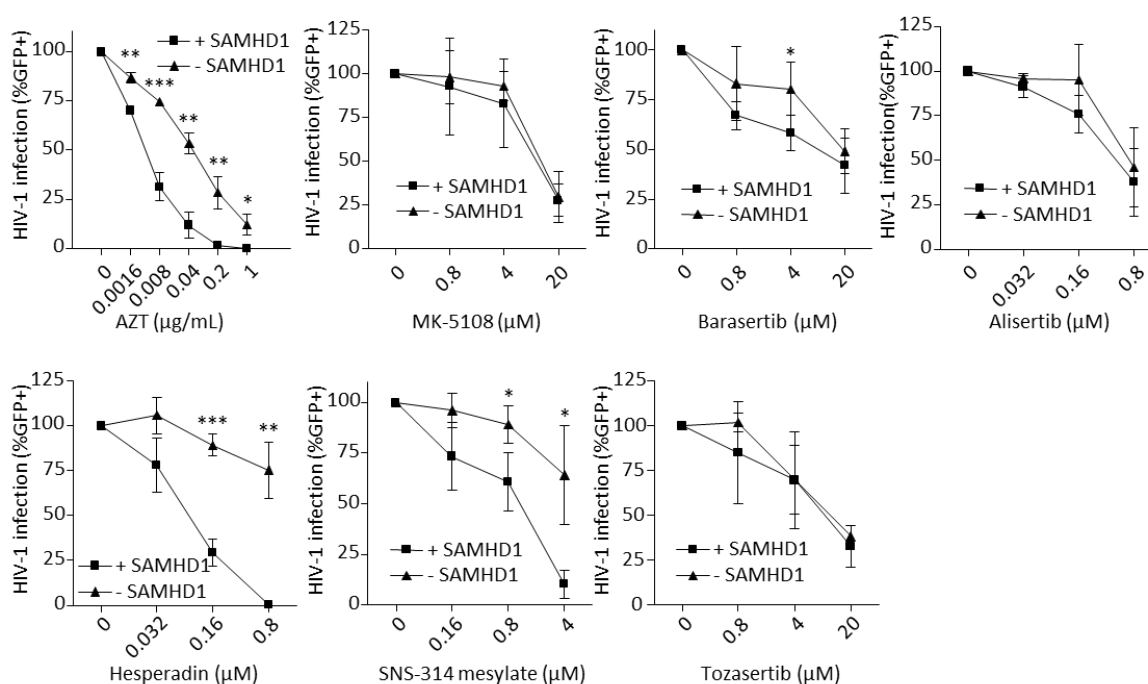 HIV-1 infection (%GFP+)
100
75
50
25
0
** *** ** ** *
+ SAMHD1
- SAMHD1
0 0.0016 0.008 0.04 0.2 1
AZT (µg/mL)
HIV-1 infection (%GFP+)
125
100
75
50
25
0
+ SAMHD1
- SAMHD1
0 0.8 4 20
MK-5108 (µM)
HIV-1 infection (%GFP+)
125
100
75
50
25
0
*
+ SAMHD1
- SAMHD1
0 0.8 4 20
Barasertib (µM)
HIV-1 infection(%GFP+)
125
100
75
50
25
0
+ SAMHD1
- SAMHD1
0 0.032 0.16 0.8
Alisertib (µM)
HIV-1 infection (%GFP+)
125
100
75
50
25
0
*** **
+ SAMHD1
- SAMHD1
0 0.032 0.16 0.8
Hesperadin (µM)
HIV-1 infection (%GFP+)
100
75
50
25
0
* *
+ SAMHD1
- SAMHD1
0 0.16 0.8 4
SNS-314 mesylate (µM)
HIV-1 infection (%GFP+)
125
100
75
50
25
0
+ SAMHD1
- SAMHD1
0 0.8 4 20
Tozasertib (µM)